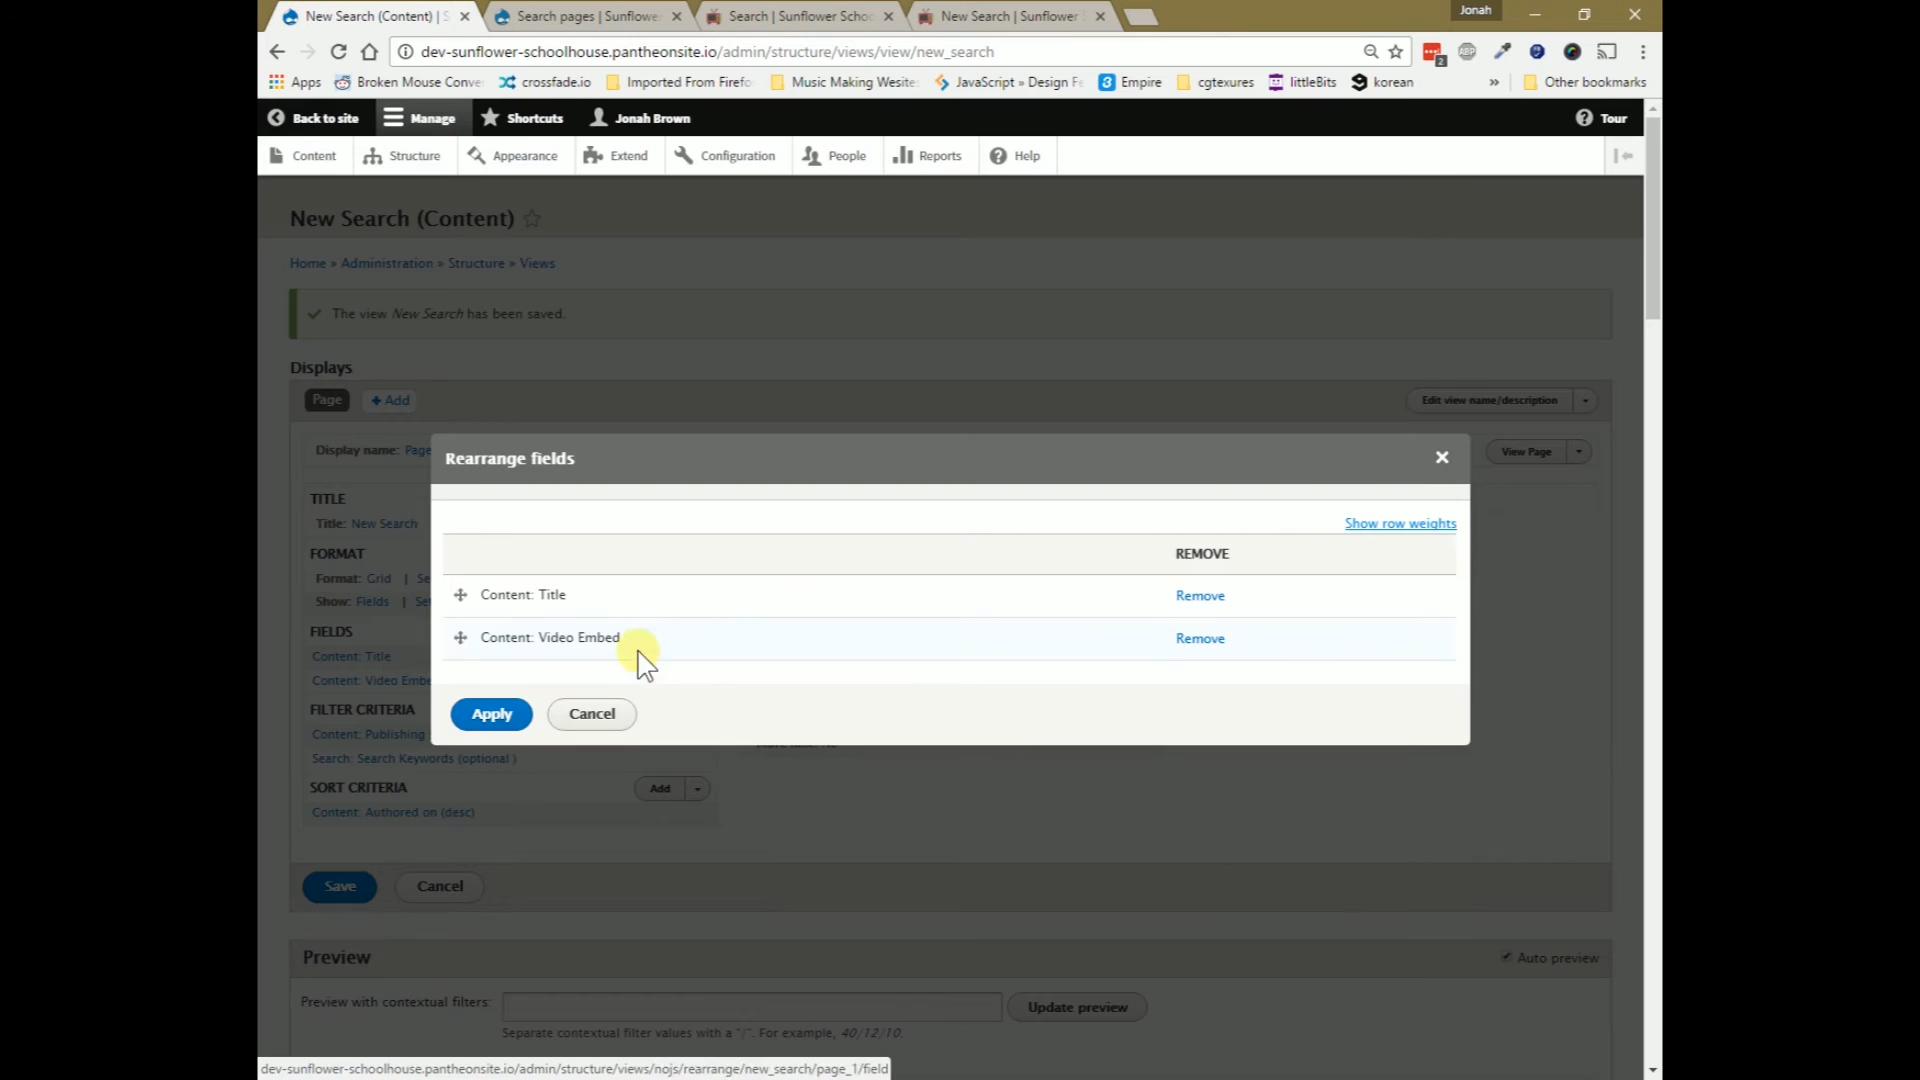 New Search (Content) | S
Search pages | Sunflower
Search | Sunflower Schoo
New Search | Sunflower S
Jonah
dev-sunflower-schoolhouse.pantheonsite.io/admin/structure/views/view/new_search
2
Apps
Broken Mouse Conve
crossfade.io
Imported From Firefo
Music Making Wesite
JavaScript » Design Fe
Empire
cgtexures
littleBits
korean
»
Other bookmarks
Back to site
Manage
Shortcuts
Jonah Brown
Tour
Content
Structure
Appearance
Extend
Configuration
People
Reports
Help
New Search (Content)
Home » Administration » Structure » Views
The view New Search has been saved.
Displays
Page
Add
Edit view name/description
Display name: Page
View Page
TITLE
Title: New Search
FORMAT
Format: Grid | Se
Show: Fields | Set
FIELDS
Content: Title
Content: Video Embe
FILTER CRITERIA
Content: Publishing
Search: Search Keywords (optional )
SORT CRITERIA
Add
Content: Authored on (desc)
Rearrange fields
Show row weights
REMOVE
Content: Title
Remove
Content: Video Embed
Remove
Apply
Cancel
Save
Cancel
Preview
Auto preview
Preview with contextual filters:
Update preview
Separate contextual filter values with a "/". For example, 40/12/10.
dev-sunflower-schoolhouse.pantheonsite.io/admin/structure/views/nojs/rearrange/new_search/page_1/field